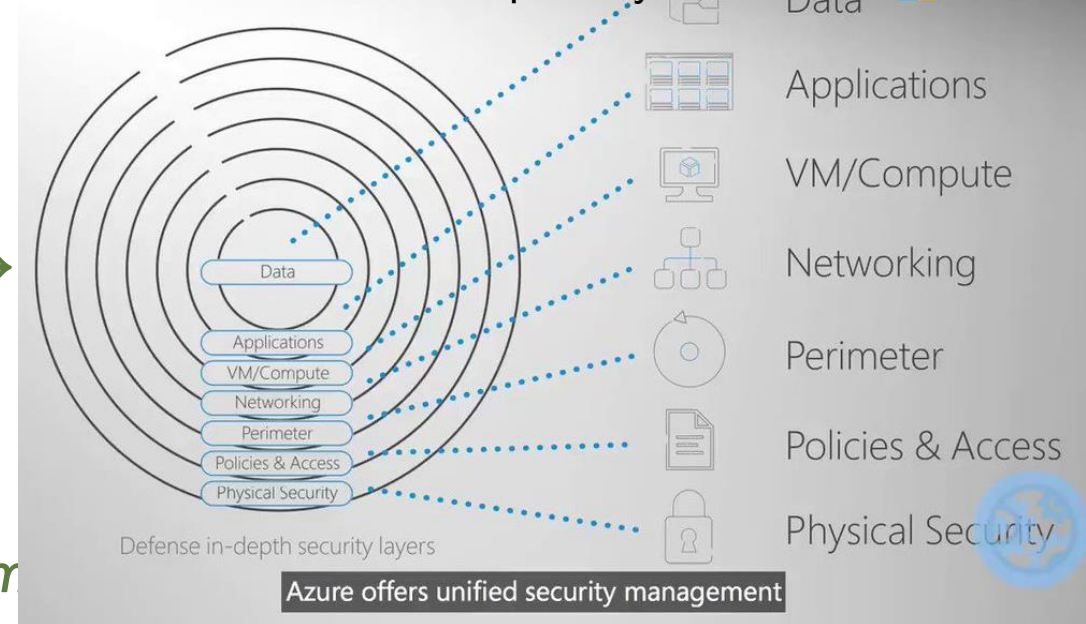 Data
Applications
VM/Compute
Networking
Perimeter
Policies & Access
Physical Security
Data
Applications
VM/Compute
Networking
Perimeter
Policies & Access
Physical Security
Defense in-depth security layers
Azure offers unified security management